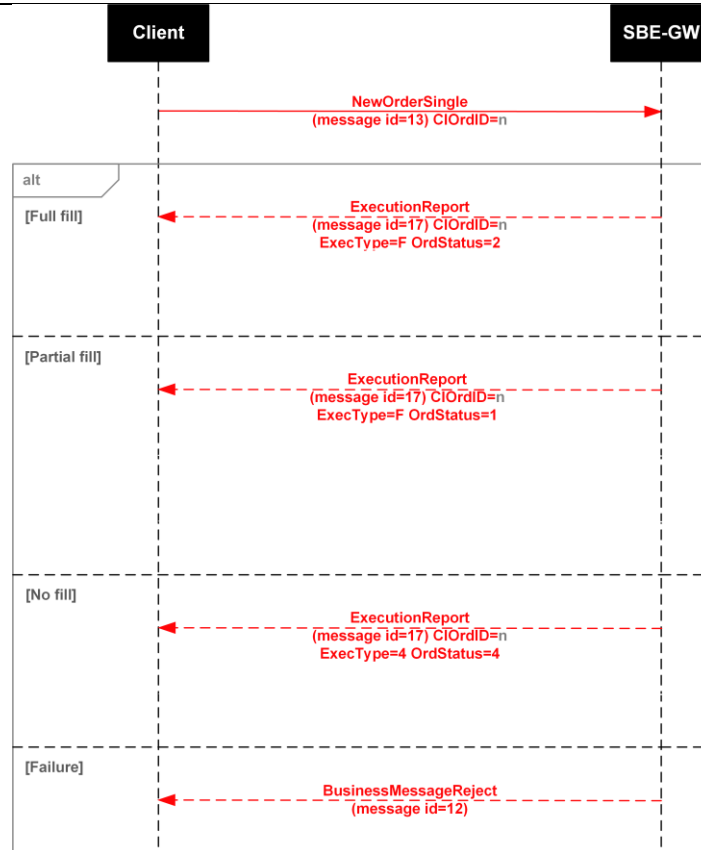 Client
SBE-GW
NewOrderSingle
(message id=13) ClOrdID=n
alt
[Full fill]
ExecutionReport
(message id=17) ClOrdID=n
ExecType=F OrdStatus=2
[Partial fill]
ExecutionReport
(message id=17) ClOrdID=n
ExecType=F OrdStatus=1
[No fill]
ExecutionReport
(message id=17) ClOrdID=n
ExecType=4 OrdStatus=4
[Failure]
BusinessMessageReject
(message id=12)